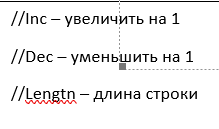 //Inc – увеличить на 1
//Dec – уменьшить на 1
//Lengtn – длина строки